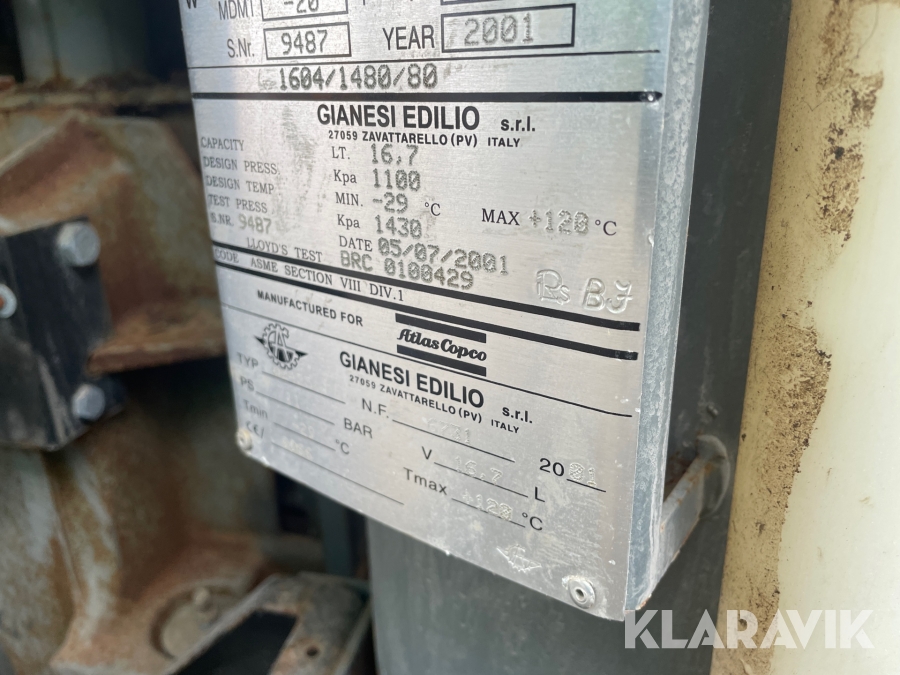 W MDMT -20
S.Nr. 9487 YEAR 2001
1604/1480/80
GIANESI EDILIO s.r.l.
27059 ZAVATTARELLO (PV) ITALY
CAPACITY LT. 16,7
DESIGN PRESS. Kpa 1100
DESIGN TEMP MIN. -29 °C MAX +120 °C
TEST PRESS Kpa 1430
S.NR. 9487 DATE 05/07/2001
LLOYD'S TEST BRC 0100429
CODE ASME SECTION VIII DIV.1
MANUFACTURED FOR Atlas Copco
GIANESI EDILIO s.r.l.
27059 ZAVATTARELLO (PV) ITALY
TYP N.F. 2001
PS BAR V 16,7 L
Tmin °C Tmax +120 °C
CE/
KLARAVIK